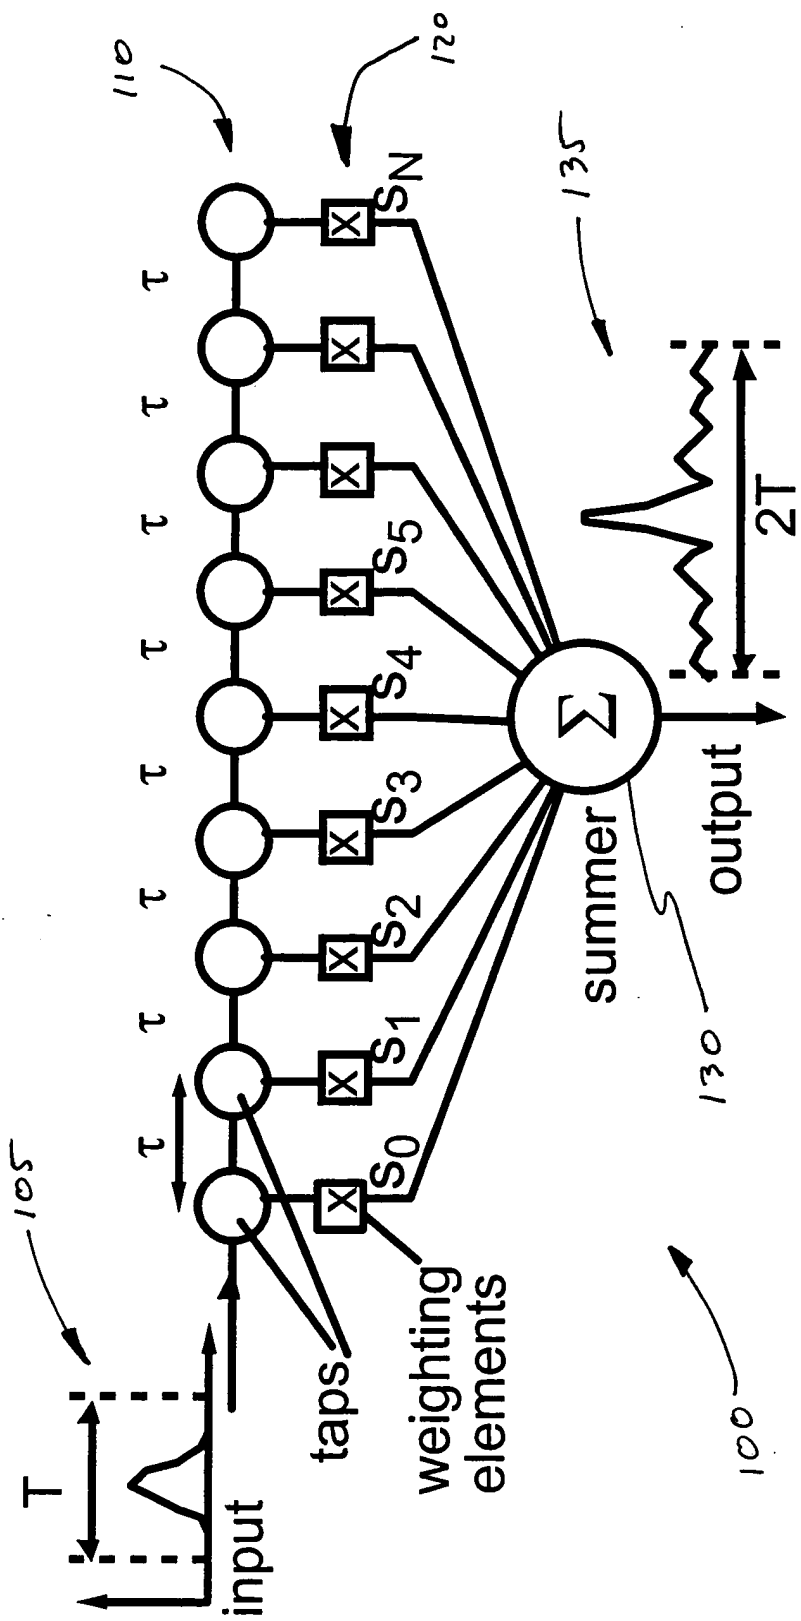 110
120
τ τ τ τ τ τ τ τ
105
T
input
taps
weighting
elements
X X X X X X X X X
S0 S1 S2 S3 S4 S5 SN
135
Σ
summer
130
output
2T
100